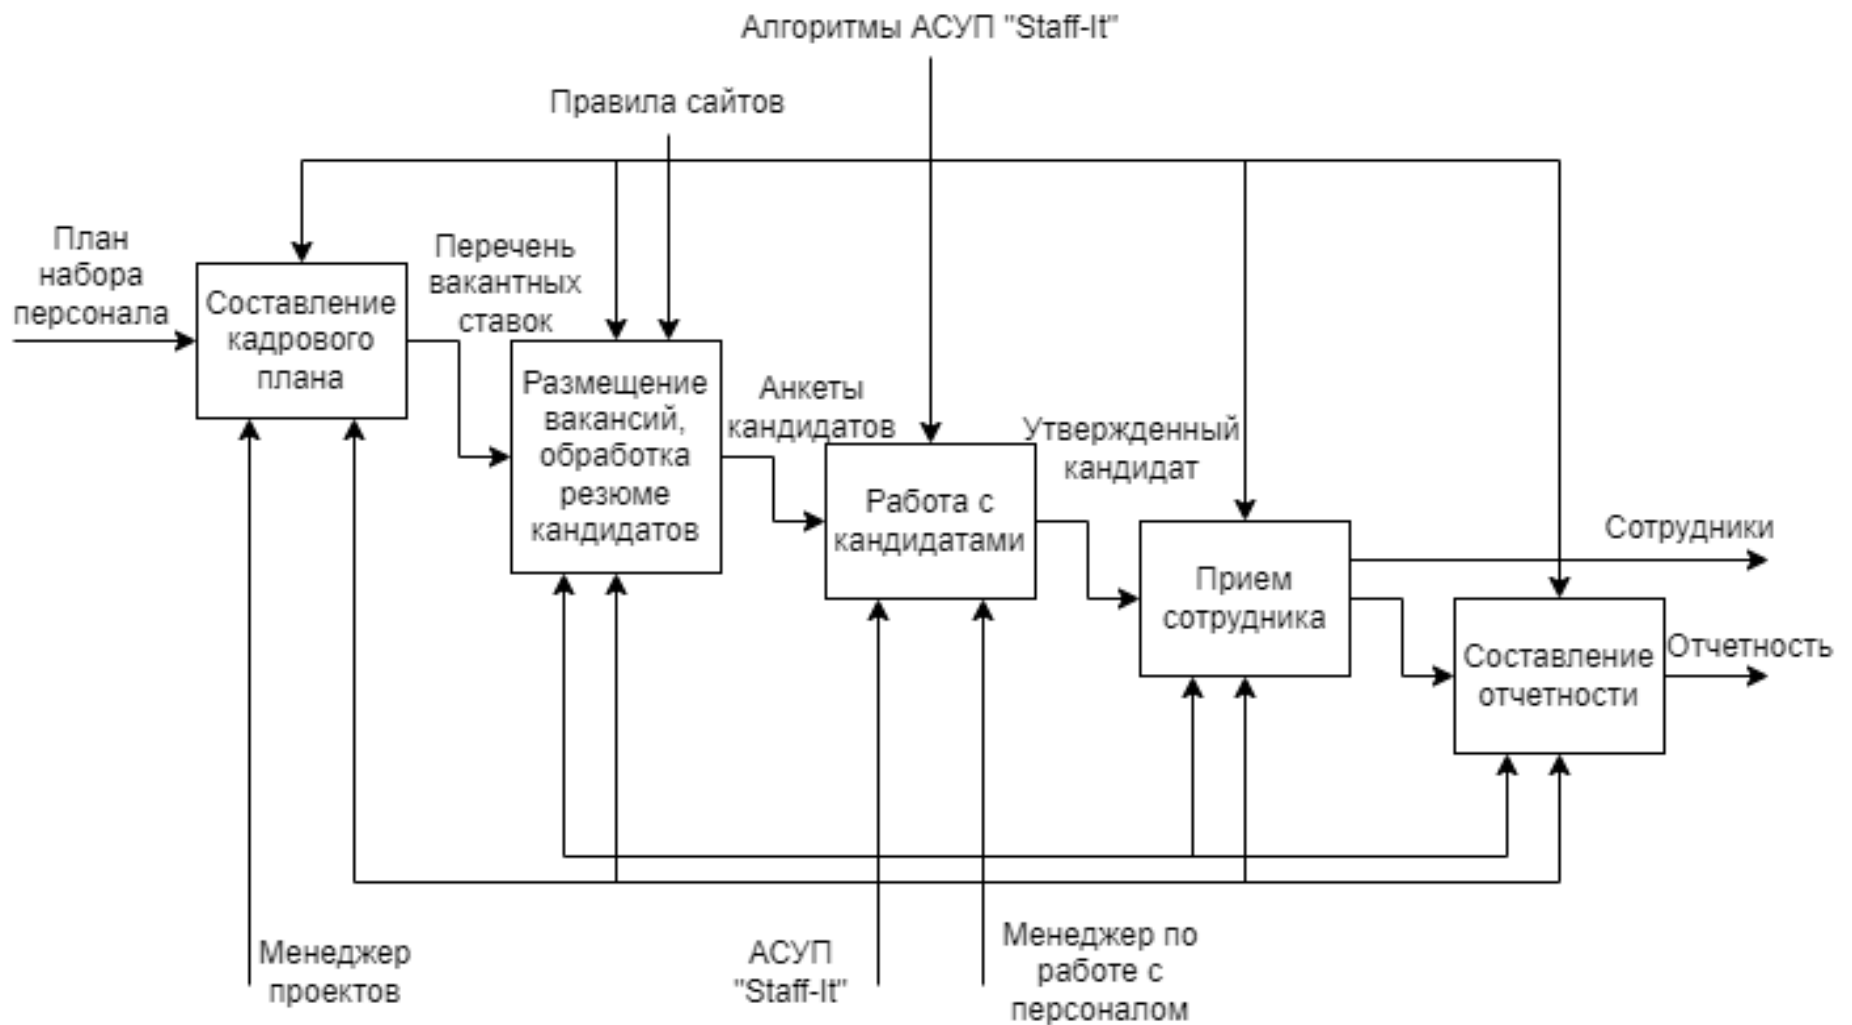 Алгоритмы АСУП "Staff-It"
Правила сайтов
План
набора
персонала
Составление
кадрового
плана
Перечень
вакантных
ставок
Размещение
вакансий,
обработка
резюме
кандидатов
Анкеты
кандидатов
Работа с
кандидатами
Утвержденный
кандидат
Прием
сотрудника
Сотрудники
Составление
отчетности
Отчетность
Менеджер
проектов
АСУП
"Staff-It"
Менеджер по
работе с
персоналом